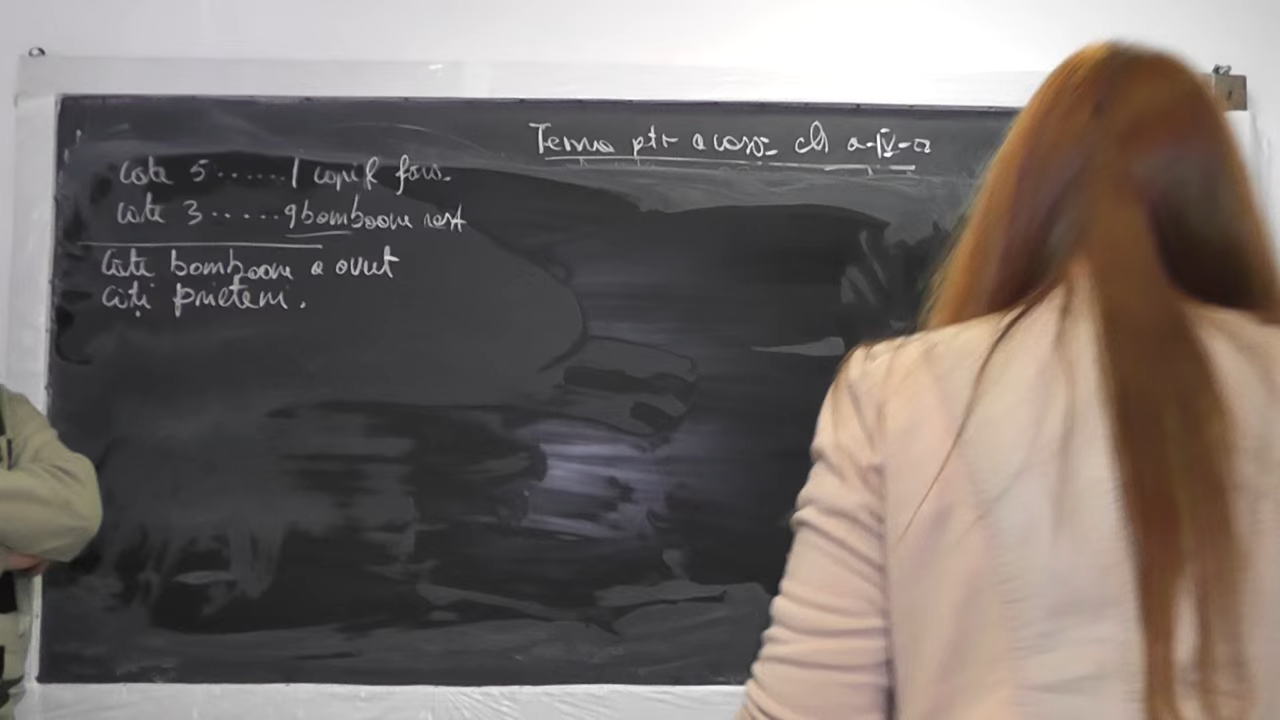 Tema ptr acasă cls a-IV-a
Câte 5......1 copil fără
Câte 3......9 bomboane rest
Câte bomboane a avut
câți prieteni.